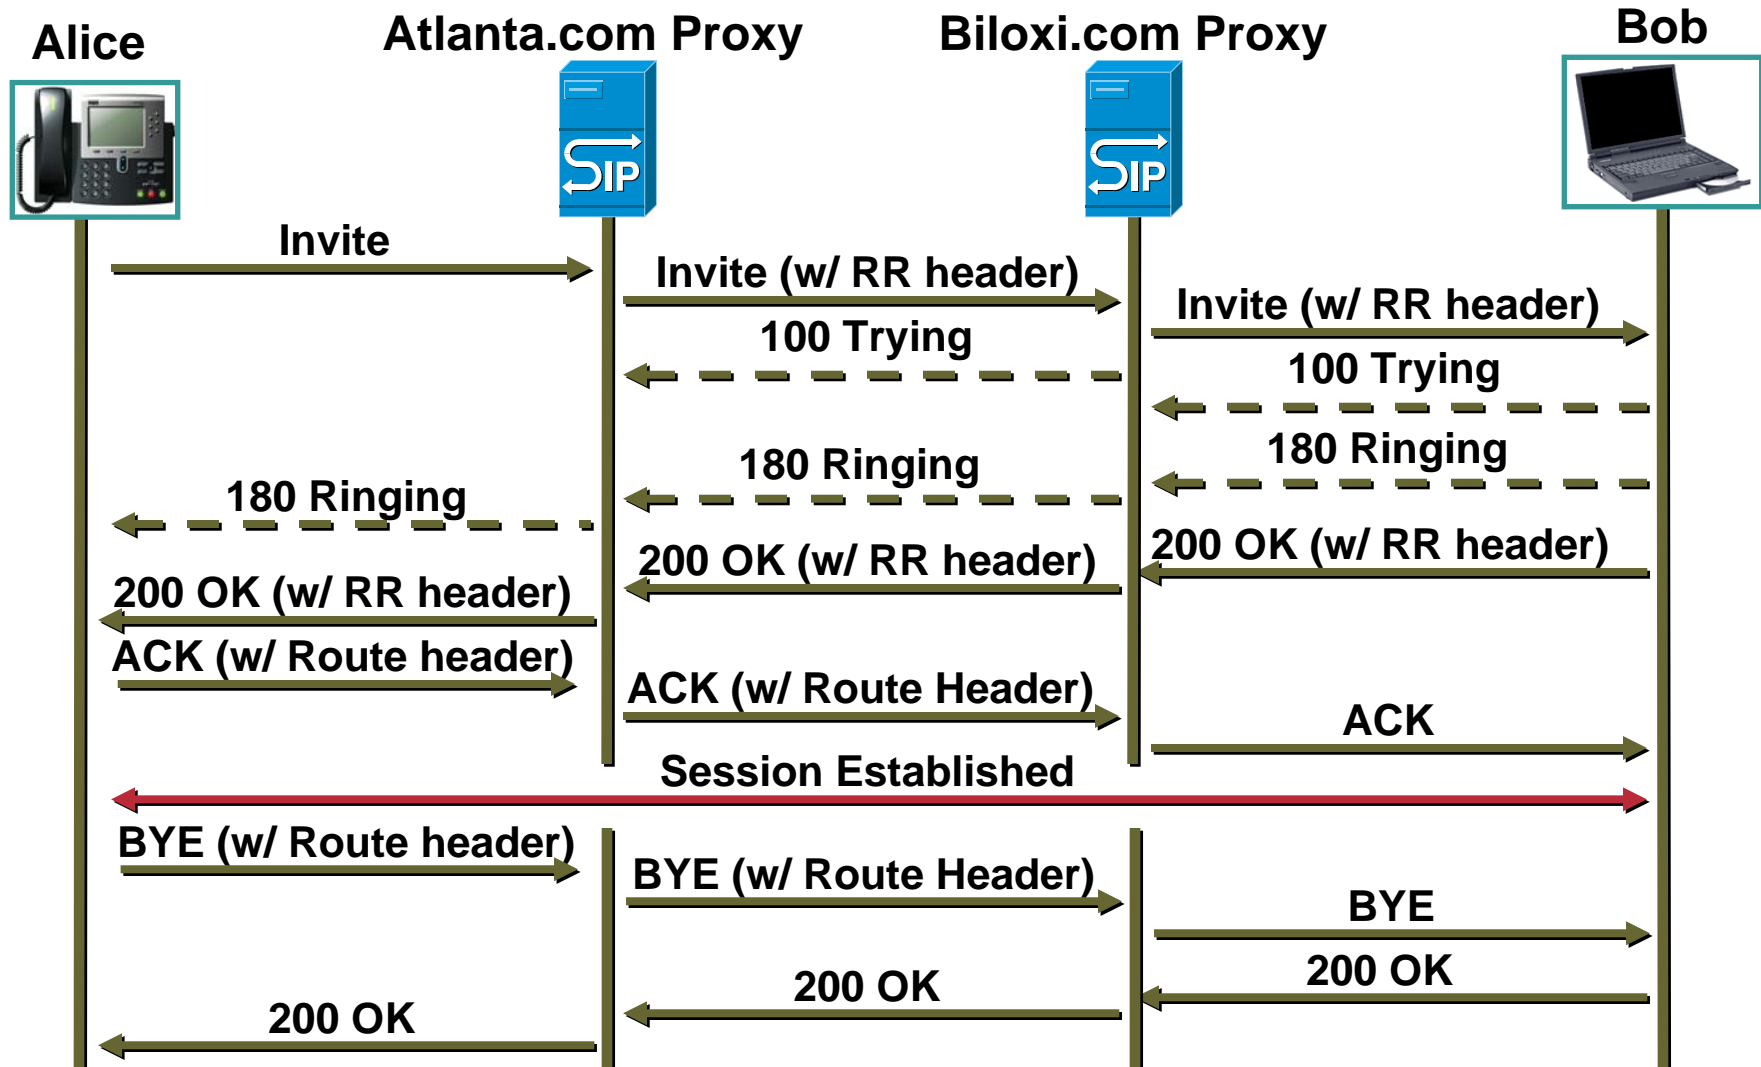 Alice
Atlanta.com Proxy
Biloxi.com Proxy
Bob
SIP
SIP
Invite
Invite (w/ RR header)
Invite (w/ RR header)
100 Trying
100 Trying
180 Ringing
180 Ringing
180 Ringing
200 OK (w/ RR header)
200 OK (w/ RR header)
200 OK (w/ RR header)
ACK (w/ Route header)
ACK (w/ Route Header)
ACK
Session Established
BYE (w/ Route header)
BYE (w/ Route Header)
BYE
200 OK
200 OK
200 OK